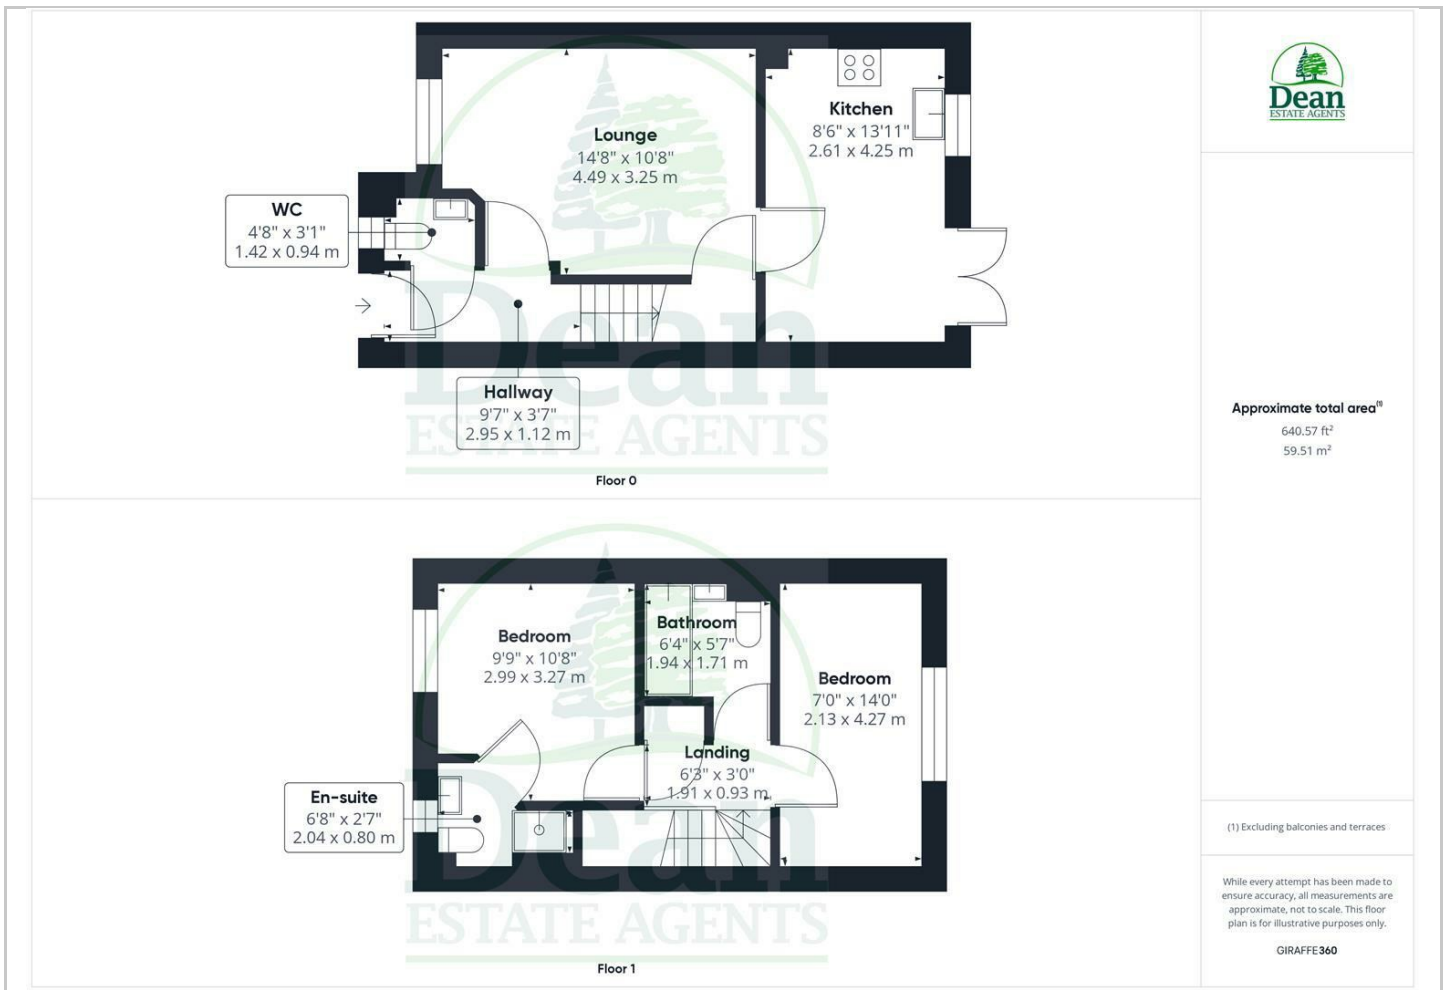 Lounge
14'8" x 10'8"
4.49 x 3.25 m
Kitchen
8'6" x 13'11"
2.61 x 4.25 m
WC
4'8" x 3'1"
1.42 x 0.94 m
Hallway
9'7" x 3'7"
2.95 x 1.12 m
Dean
ESTATE AGENTS
Floor 0
Bedroom
9'9" x 10'8"
2.99 x 3.27 m
Bathroom
6'4" x 5'7"
1.94 x 1.71 m
Bedroom
7'0" x 14'0"
2.13 x 4.27 m
Landing
6'3" x 3'0"
1.91 x 0.93 m
En-suite
6'8" x 2'7"
2.04 x 0.80 m
Dean
ESTATE AGENTS
Floor 1
Dean
ESTATE AGENTS
Approximate total area⁽¹⁾
640.57 ft²
59.51 m²
(1) Excluding balconies and terraces
While every attempt has been made to
ensure accuracy, all measurements are
approximate, not to scale. This floor
plan is for illustrative purposes only.
GIRAFFE360